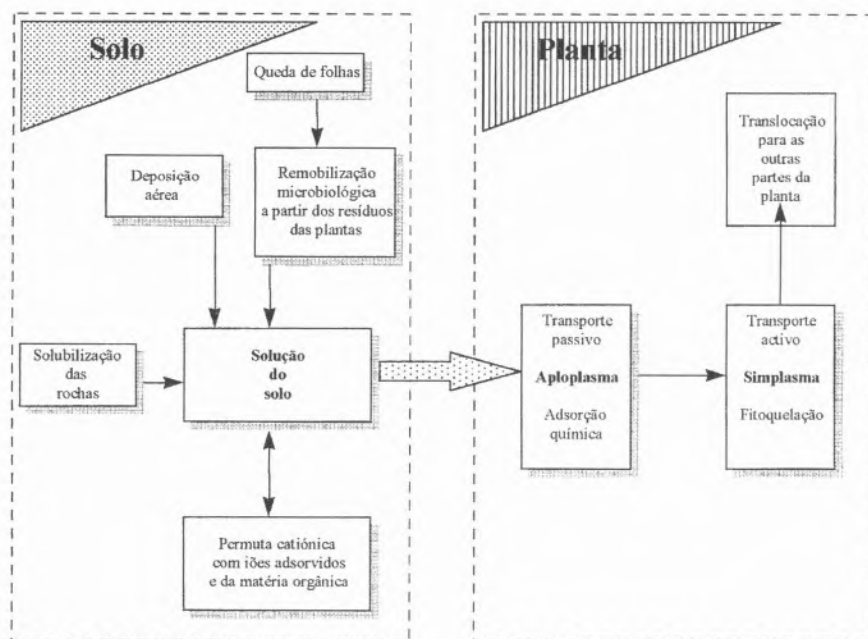 Solo
Queda de folhas
Deposição
aérea
Remobilização
microbiológica
a partir dos resíduos
das plantas
Solubilização
das
rochas
Solução
do
solo
Permuta catiónica
com iões adsorvidos
e da matéria orgânica
Planta
Translocação
para as
outras
partes da
planta
Transporte
passivo
Aploplasma
Adsorção
química
Transporte
activo
Simplasma
Fitoquelação